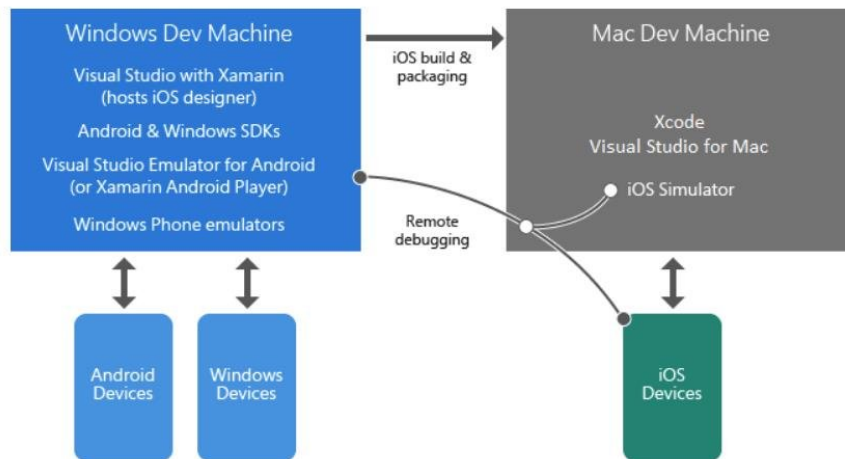 Windows Dev Machine
Visual Studio with Xamarin
(hosts iOS designer)
Android & Windows SDKs
Visual Studio Emulator for Android
(or Xamarin Android Player)
Windows Phone emulators
iOS build &
packaging
Remote
debugging
Mac Dev Machine
Xcode
Visual Studio for Mac
iOS Simulator
Android
Devices
Windows
Devices
iOS
Devices